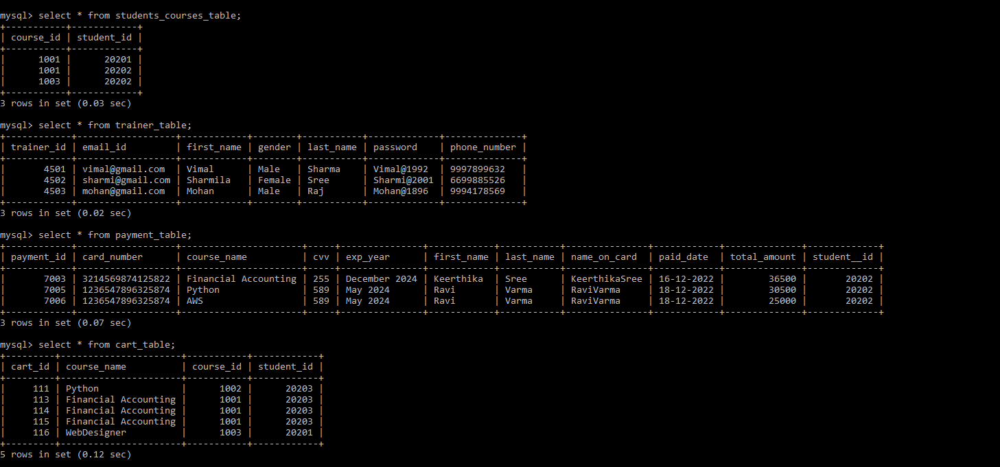 mysql> select * from students_courses_table;
+-----------+------------+
| course_id | student_id |
+-----------+------------+
|      1001 |      20201 |
|      1001 |      20202 |
|      1003 |      20202 |
+-----------+------------+
3 rows in set (0.03 sec)
mysql> select * from trainer_table;
+------------+------------------+------------+--------+-----------+-------------+--------------+
| trainer_id | email_id         | first_name | gender | last_name | password    | phone_number |
+------------+------------------+------------+--------+-----------+-------------+--------------+
|       4501 | vimal@gmail.com  | Vimal      | Male   | Sharma    | Vimal@1992  | 9997899632   |
|       4502 | sharmi@gmail.com | Sharmila   | Female | Sree      | Sharmi@2001 | 6699885526   |
|       4503 | mohan@gmail.com  | Mohan      | Male   | Raj       | Mohan@1896  | 9994178569   |
+------------+------------------+------------+--------+-----------+-------------+--------------+
3 rows in set (0.02 sec)
mysql> select * from payment_table;
+------------+------------------+----------------------+-----+---------------+------------+-----------+---------------+------------+--------------+-------------+
| payment_id | card_number      | course_name          | cvv | exp_year      | first_name | last_name | name_on_card  | paid_date  | total_amount | student__id |
+------------+------------------+----------------------+-----+---------------+------------+-----------+---------------+------------+--------------+-------------+
|       7003 | 3214569874125822 | Financial Accounting | 255 | December 2024 | Keerthika  | Sree      | KeerthikaSree | 16-12-2022 |        36500 |       20202 |
|       7005 | 1236547896325874 | Python               | 589 | May 2024      | Ravi       | Varma     | RaviVarma     | 18-12-2022 |        30500 |       20202 |
|       7006 | 1236547896325874 | AWS                  | 589 | May 2024      | Ravi       | Varma     | RaviVarma     | 18-12-2022 |        25000 |       20202 |
+------------+------------------+----------------------+-----+---------------+------------+-----------+---------------+------------+--------------+-------------+
3 rows in set (0.07 sec)
mysql> select * from cart_table;
+---------+----------------------+-----------+------------+
| cart_id | course_name          | course_id | student_id |
+---------+----------------------+-----------+------------+
|     111 | Python               |      1002 |      20203 |
|     113 | Financial Accounting |      1001 |      20203 |
|     114 | Financial Accounting |      1001 |      20203 |
|     115 | Financial Accounting |      1001 |      20203 |
|     116 | WebDesigner          |      1003 |      20201 |
+---------+----------------------+-----------+------------+
5 rows in set (0.12 sec)